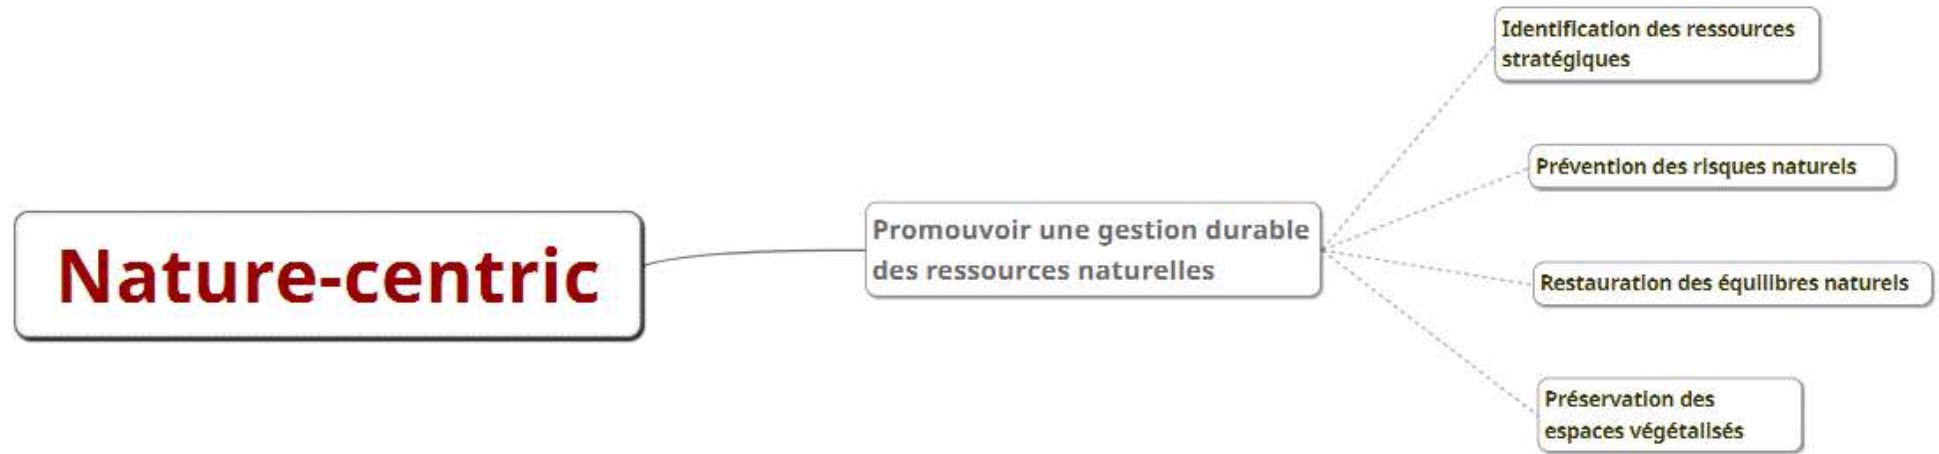 Nature-centric
Promouvoir une gestion durable
des ressources naturelles
Identification des ressources
stratégiques
Prévention des risques naturels
Restauration des équilibres naturels
Préservation des
espaces végétalisés